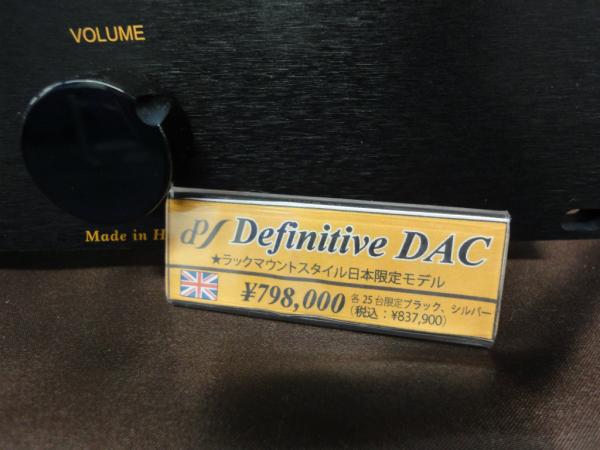 VOLUME
Made in H
dPS Definitive DAC
★ラックマウントスタイル日本限定モデル
¥798,000 各25台限定ブラック、シルバー
(税込:¥837,900)